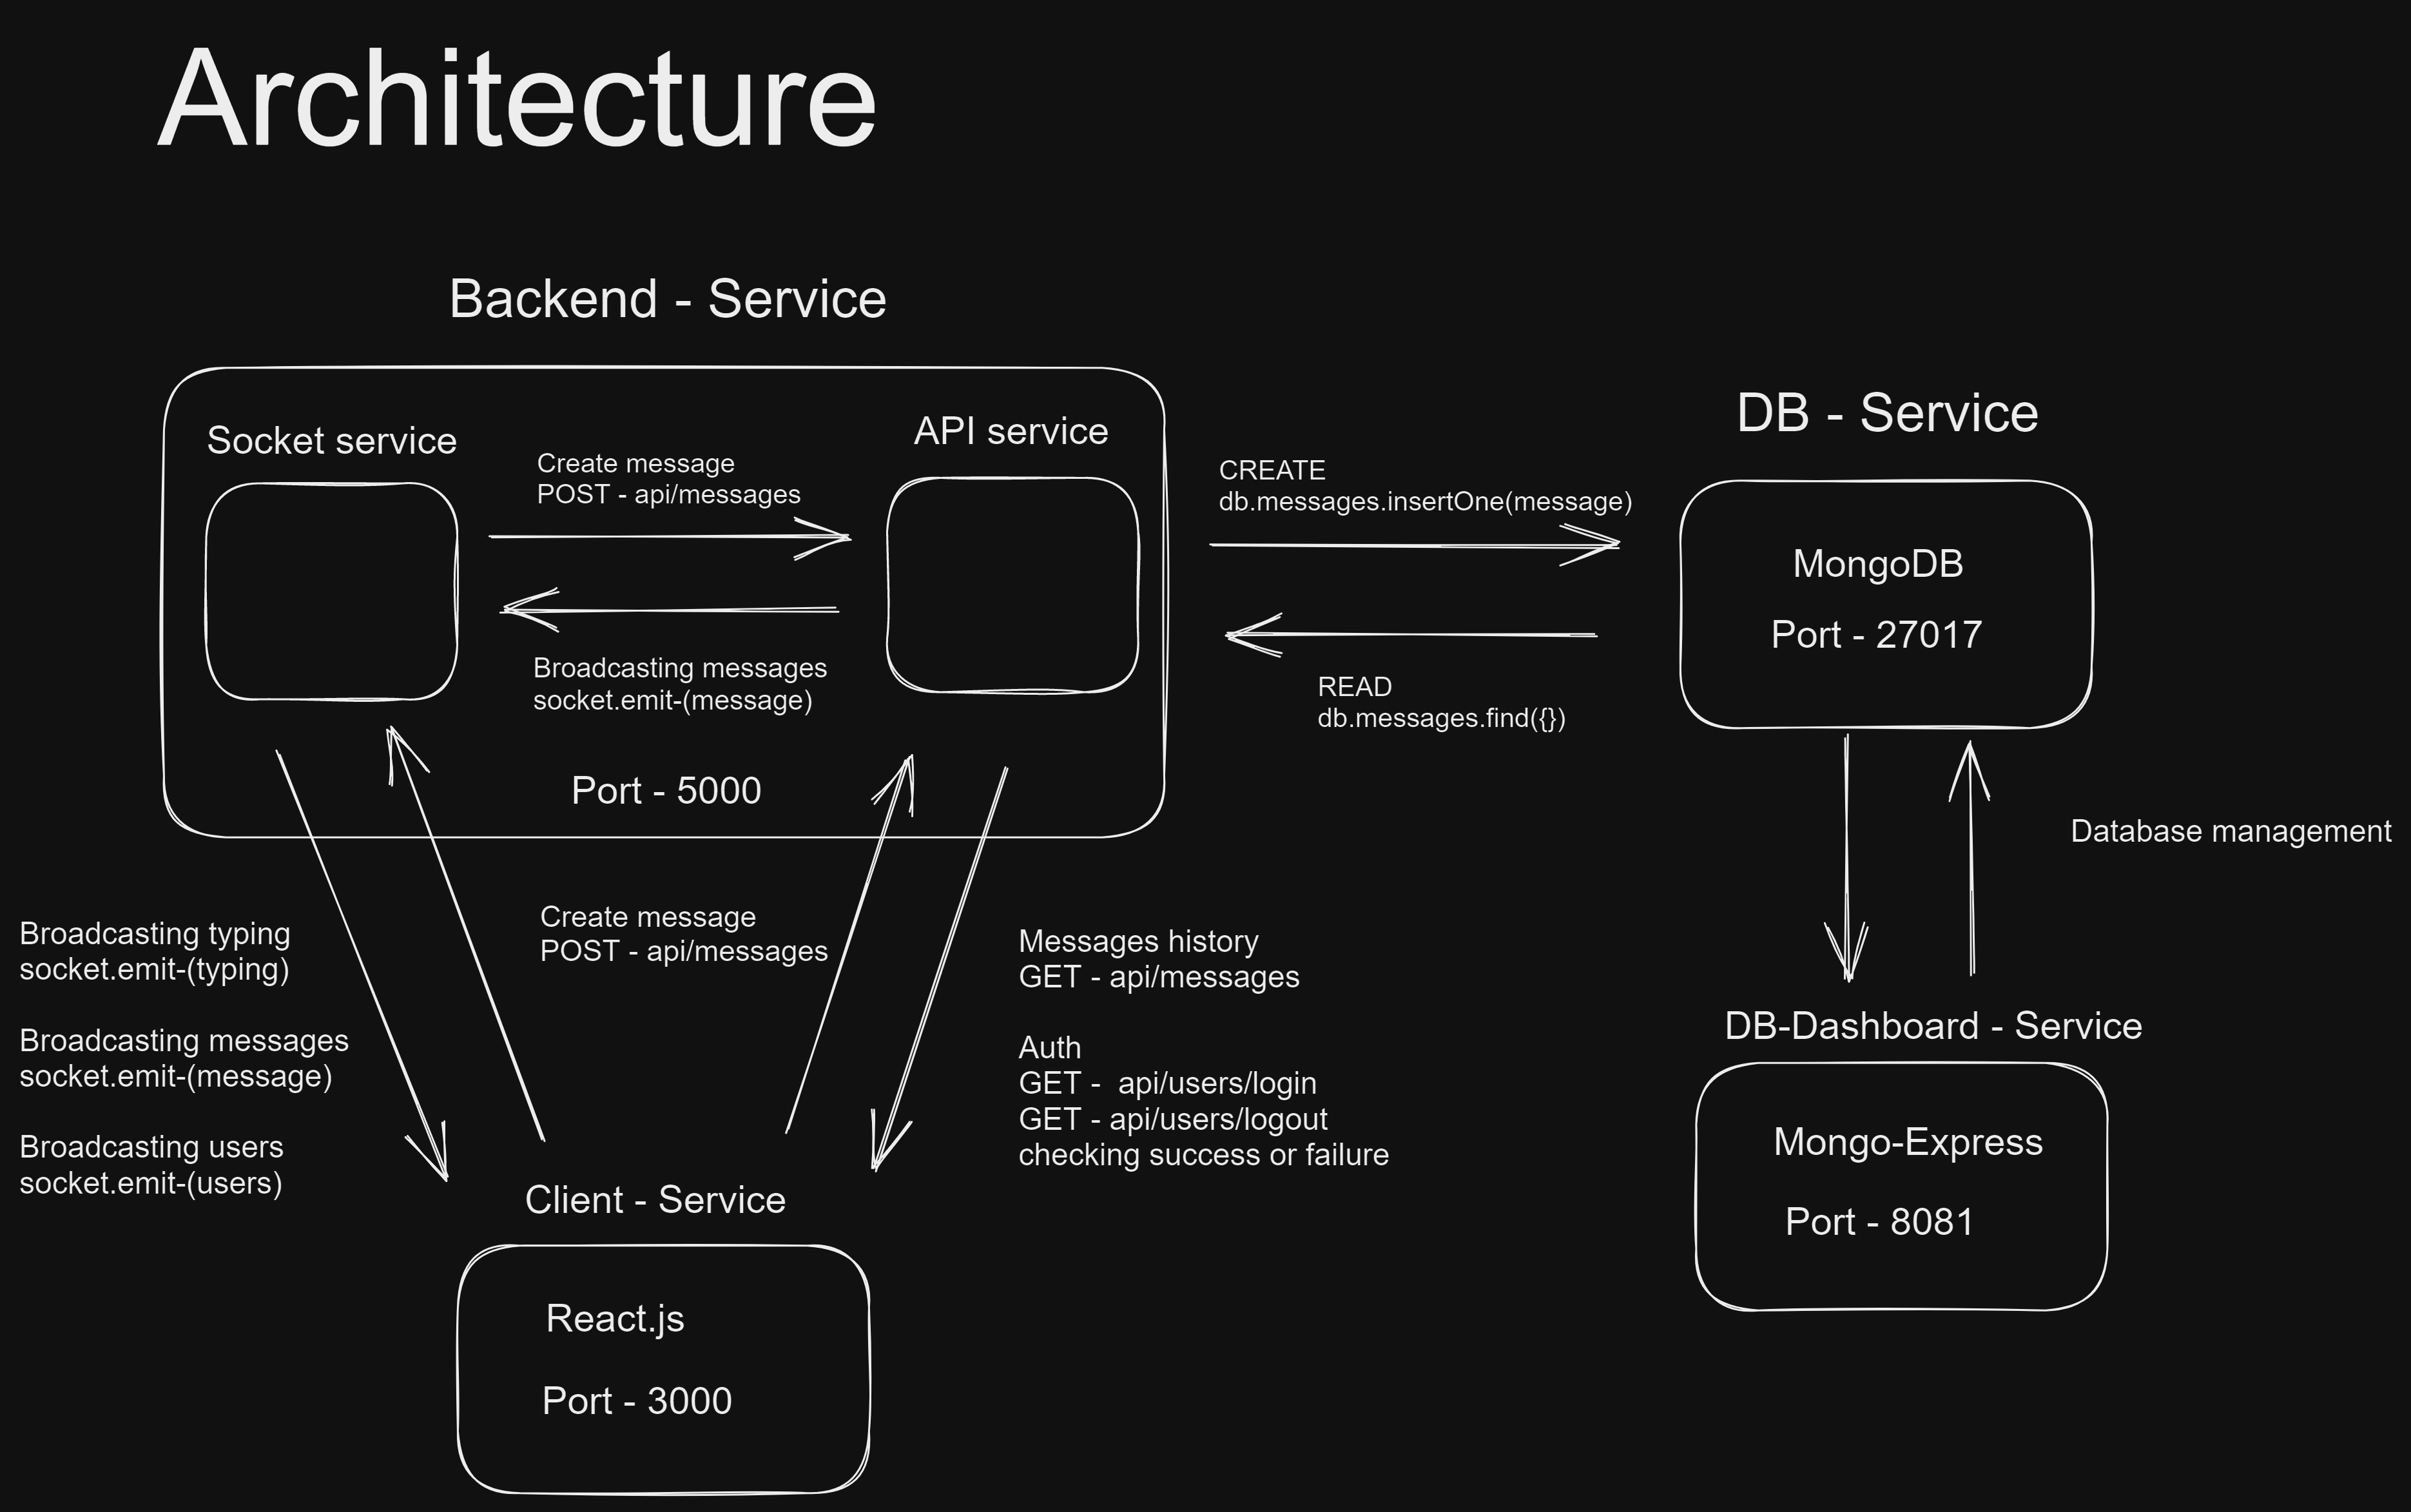 Architecture
Backend - Service
Socket service
API service
Create message
POST - api/messages
Broadcasting messages
socket.emit-(message)
Port - 5000
CREATE
db.messages.insertOne(message)
READ
db.messages.find({})
DB - Service
MongoDB
Port - 27017
Database management
Broadcasting typing
socket.emit-(typing)
Broadcasting messages
socket.emit-(message)
Broadcasting users
socket.emit-(users)
Create message
POST - api/messages
Messages history
GET - api/messages
Auth
GET -  api/users/login
GET - api/users/logout
checking success or failure
DB-Dashboard - Service
Mongo-Express
Port - 8081
Client - Service
React.js
Port - 3000